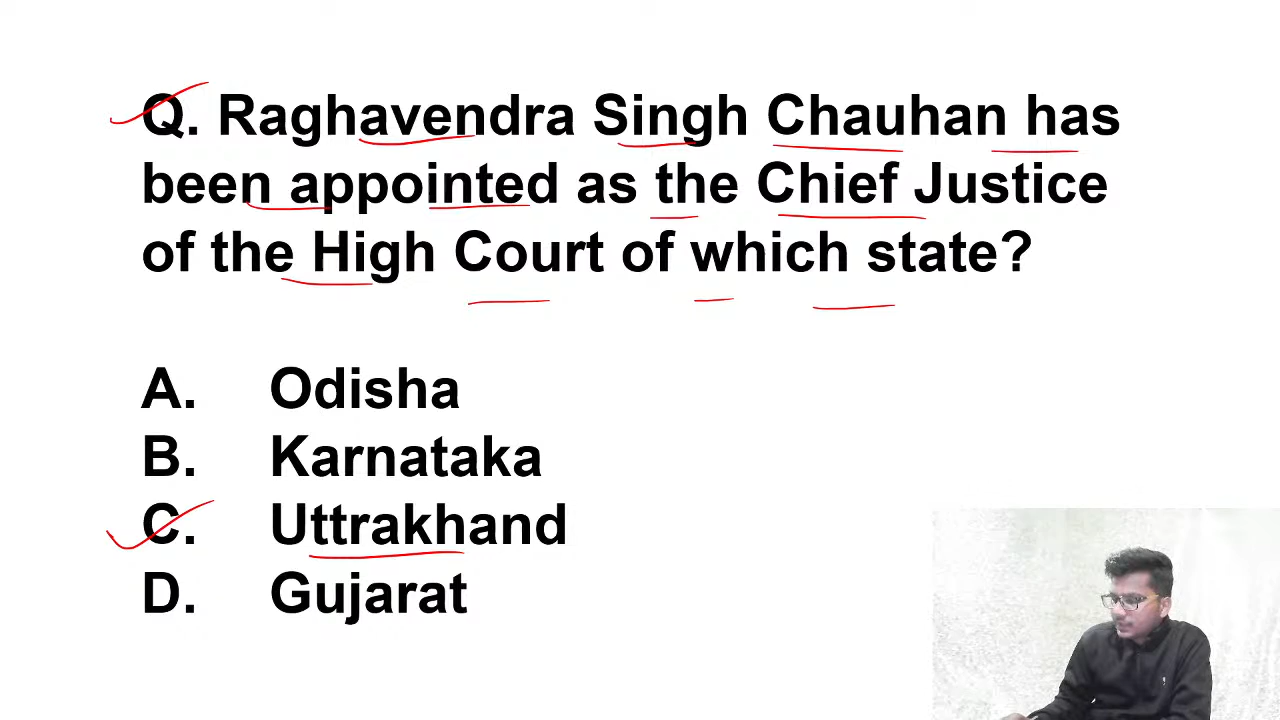 Q. Raghavendra Singh Chauhan has
been appointed as the Chief Justice
of the High Court of which state?
A. Odisha
B. Karnataka
C. Uttrakhand
D. Gujarat